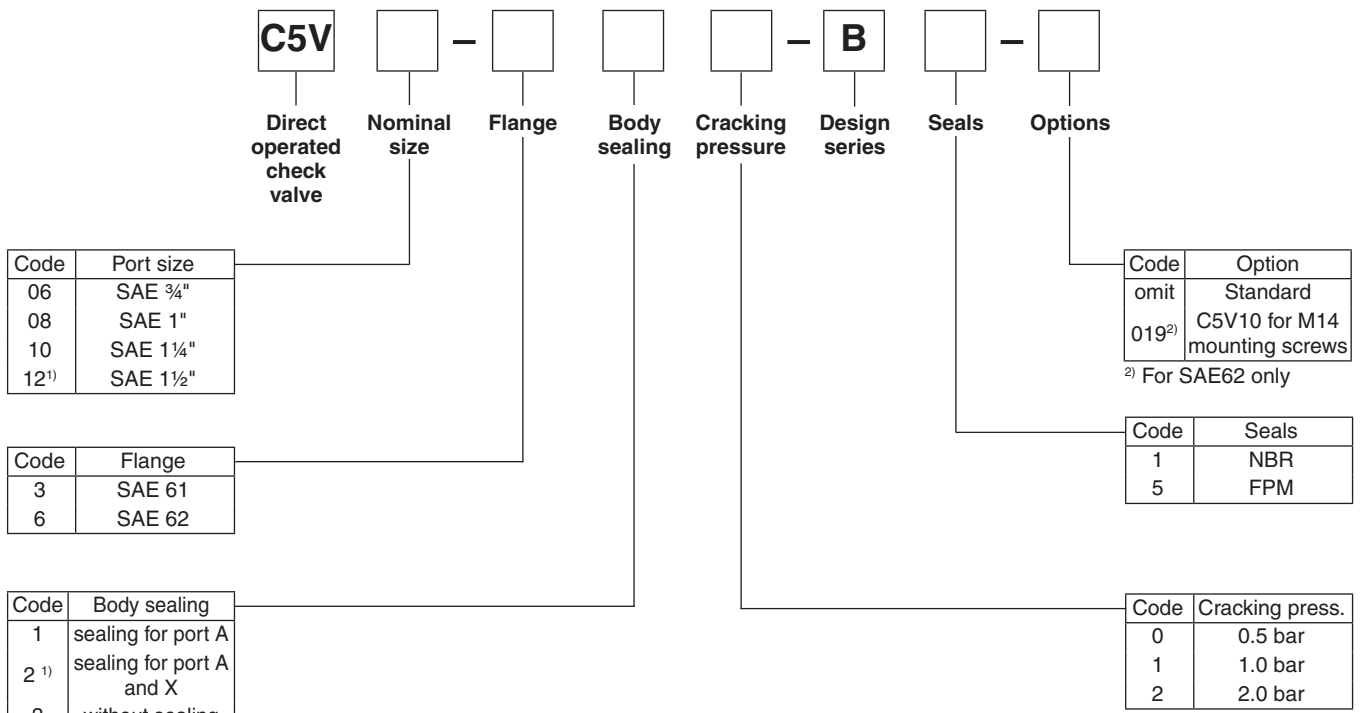 C5V – – B –
Direct operated check valve
Nominal size
Flange
Body sealing
Cracking pressure
Design series
Seals
Options
Code Port size
06 SAE ¾"
08 SAE 1"
10 SAE 1¼"
12¹⁾ SAE 1½"
Code Flange
3 SAE 61
6 SAE 62
Code Body sealing
1 sealing for port A
2 ¹⁾ sealing for port A and X
without sealing
Code Option
omit Standard
019²⁾ C5V10 for M14 mounting screws
²⁾ For SAE62 only
Code Seals
1 NBR
5 FPM
Code Cracking press.
0 0.5 bar
1 1.0 bar
2 2.0 bar